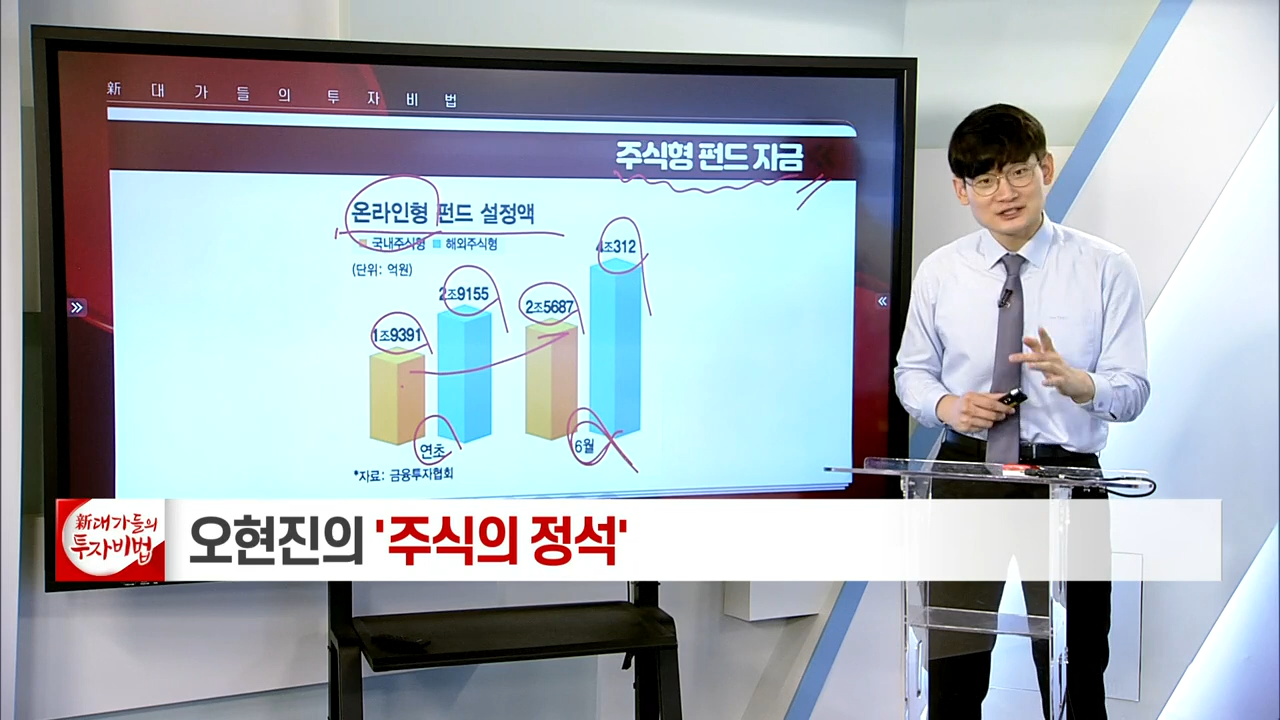 新 대 가 들 의 투 자 비 법
주식형 펀드 자금
온라인형 펀드 설정액
국내주식형 해외주식형
(단위: 억원)
1조9391
2조9155
2조5687
4조312
연초
6월
*자료: 금융투자협회
新대가들의
투자비법
오현진의 '주식의 정석'